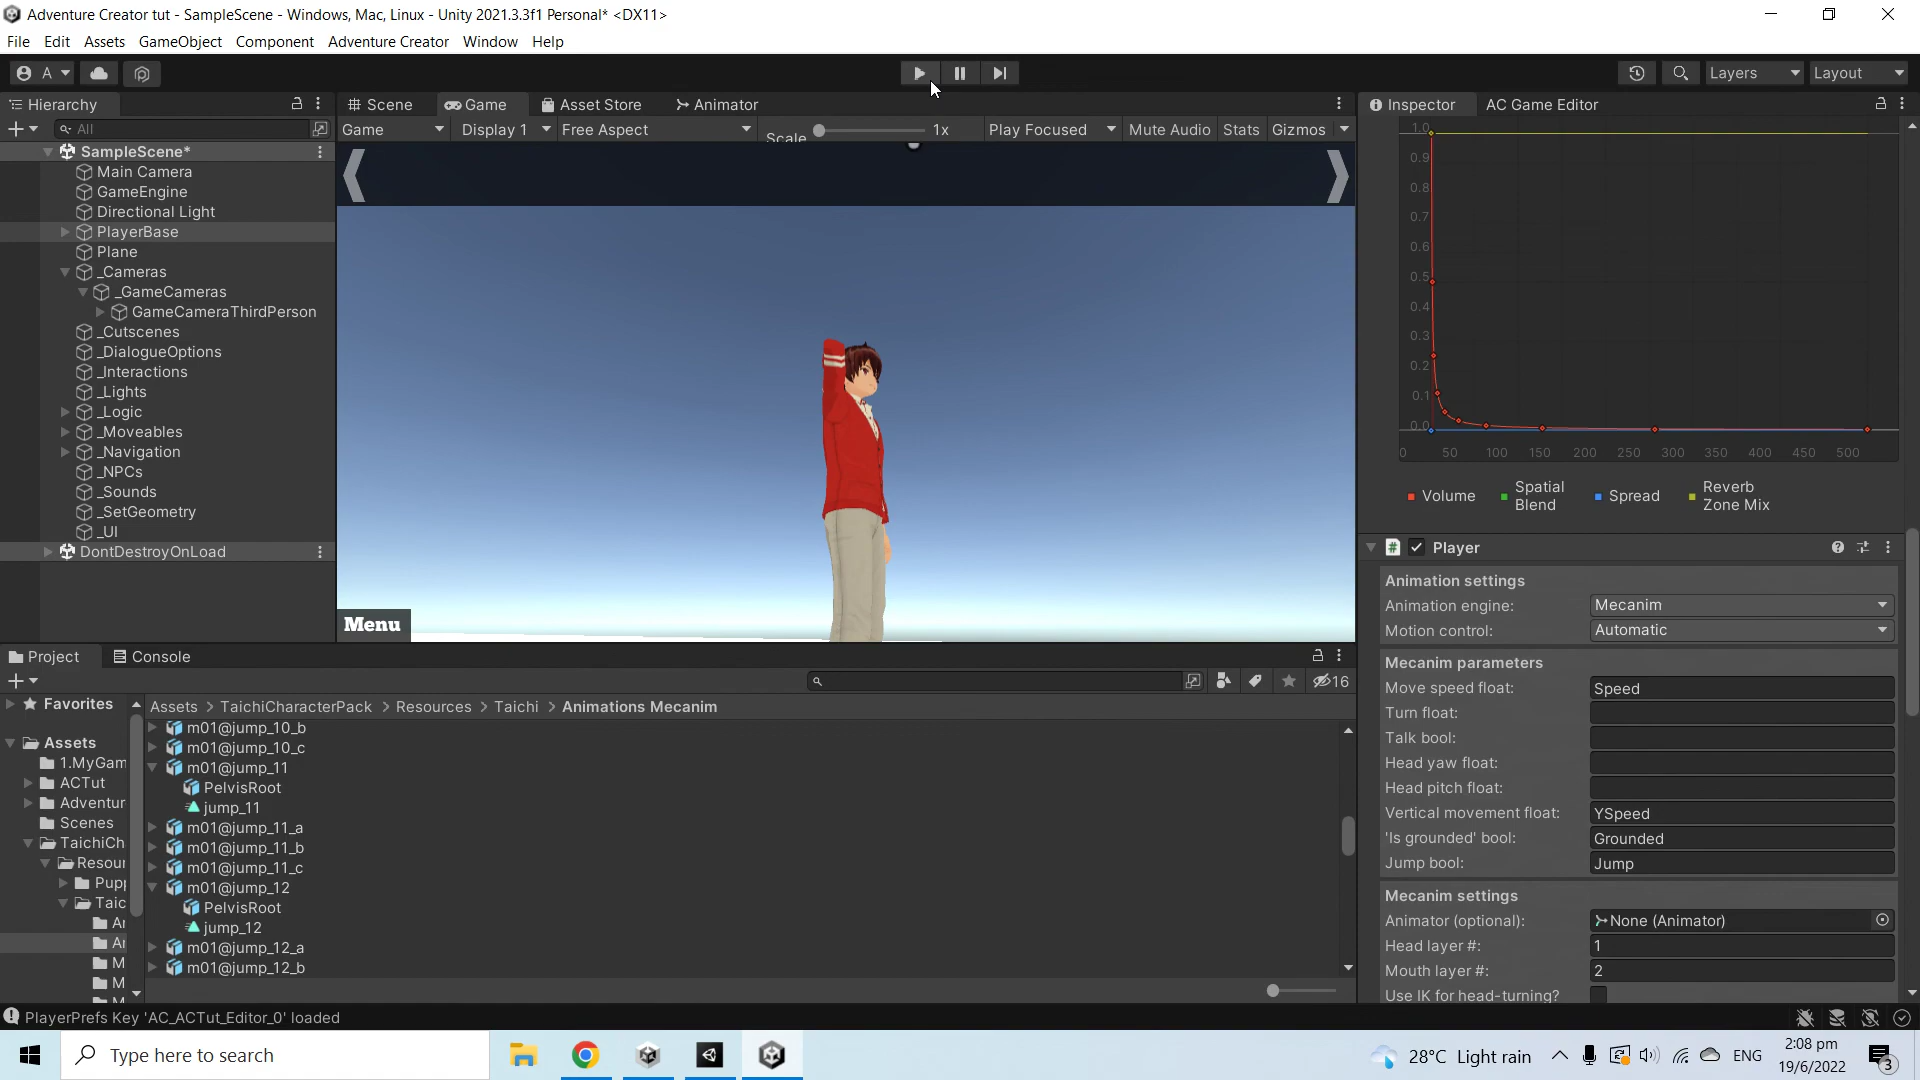 Adventure Creator tut - SampleScene - Windows, Mac, Linux - Unity 2021.3.3f1 Personal* <DX11>
File Edit Assets GameObject Component Adventure Creator Window Help
A Layers Layout
Hierarchy Scene Game Asset Store Animator Inspector AC Game Editor
All Game Display 1 Free Aspect Scale 1x Play Focused Mute Audio Stats Gizmos
SampleScene*
Main Camera
GameEngine
Directional Light
PlayerBase
Plane
_Cameras
_GameCameras
GameCameraThirdPerson
_Cutscenes
_DialogueOptions
_Interactions
_Lights
_Logic
_Moveables
_Navigation
_NPCs
_Sounds
_SetGeometry
_UI
DontDestroyOnLoad
Menu
1.0
0.9
0.8
0.7
0.6
0.5
0.4
0.3
0.2
0.1
0.0
0 50 100 150 200 250 300 350 400 450 500
Volume Spatial Blend Spread Reverb Zone Mix
Player
Animation settings
Animation engine: Mecanim
Motion control: Automatic
Mecanim parameters
Move speed float: Speed
Turn float:
Talk bool:
Head yaw float:
Head pitch float:
Vertical movement float: YSpeed
'Is grounded' bool: Grounded
Jump bool: Jump
Mecanim settings
Animator (optional): None (Animator)
Head layer #: 1
Mouth layer #: 2
Use IK for head-turning?
Project Console
16
Favorites
Assets
1.MyGam
ACTut
Adventur
Scenes
TaichiCh
Resour
Pup
Taic
A
A
M
M
Assets > TaichiCharacterPack > Resources > Taichi > Animations Mecanim
m01@jump_10_b
m01@jump_10_c
m01@jump_11
PelvisRoot
jump_11
m01@jump_11_a
m01@jump_11_b
m01@jump_11_c
m01@jump_12
PelvisRoot
jump_12
m01@jump_12_a
m01@jump_12_b
PlayerPrefs Key 'AC_ACTut_Editor_0' loaded
Type here to search
28°C Light rain ENG
2:08 pm
19/6/2022
3